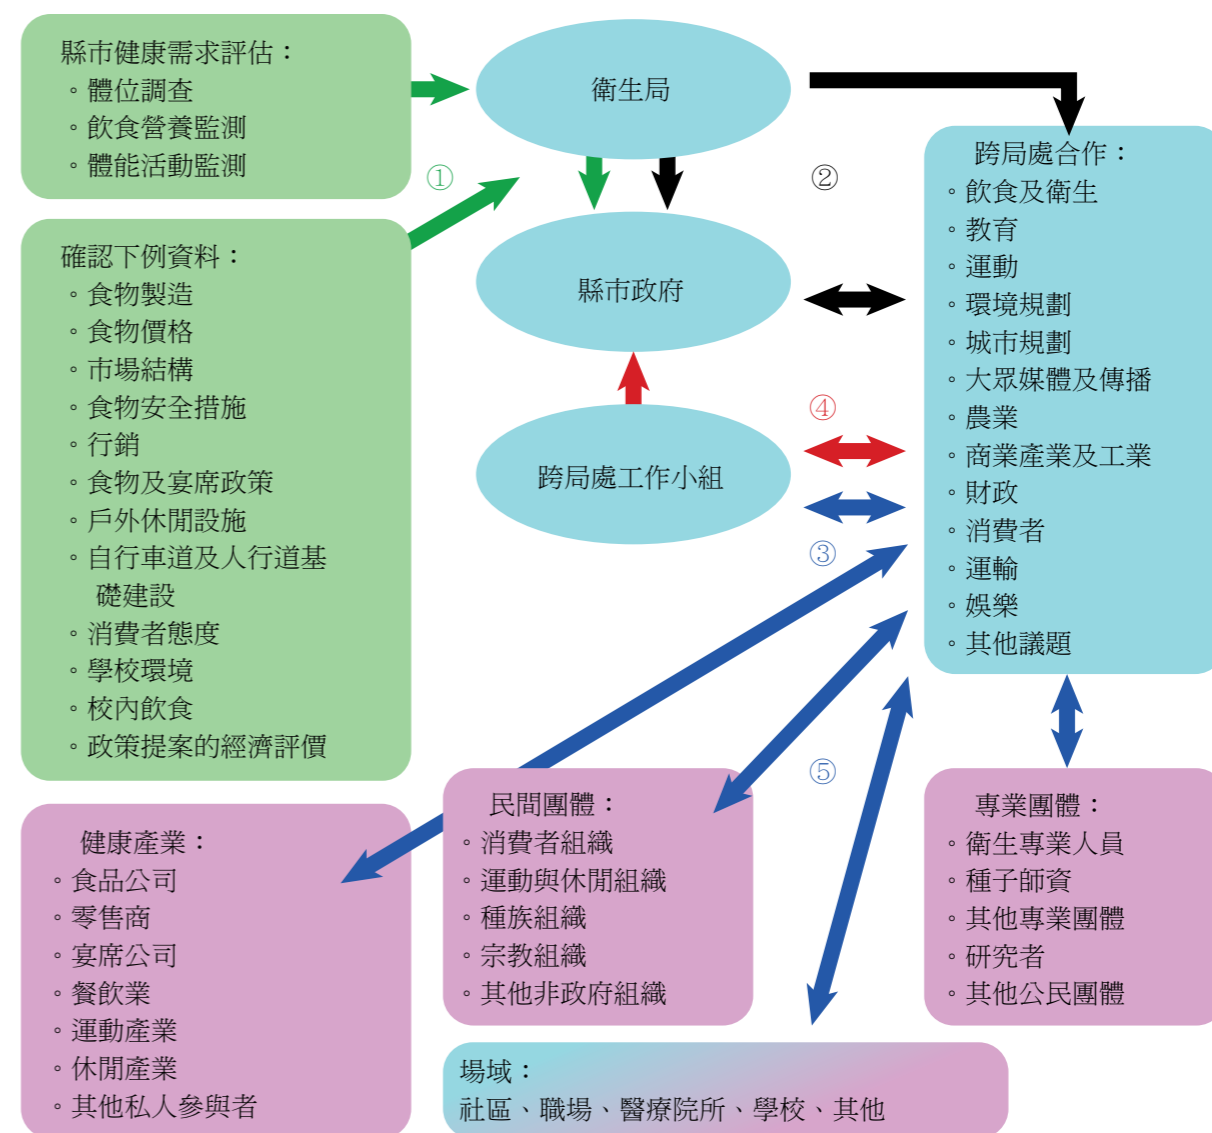 縣市健康需求評估：
。體位調查
。飲食營養監測
。體能活動監測
①
確認下例資料：
。食物製造
。食物價格
。市場結構
。食物安全措施
。行銷
。食物及宴席政策
。戶外休閒設施
。自行車道及人行道基
礎建設
。消費者態度
。學校環境
。校內飲食
。政策提案的經濟評價
衛生局
縣市政府
跨局處工作小組
②
④
③
⑤
跨局處合作：
。飲食及衛生
。教育
。運動
。環境規劃
。城市規劃
。大眾媒體及傳播
。農業
。商業產業及工業
。財政
。消費者
。運輸
。娛樂
。其他議題
健康產業：
。食品公司
。零售商
。宴席公司
。餐飲業
。運動產業
。休閒產業
。其他私人參與者
民間團體：
。消費者組織
。運動與休閒組織
。種族組織
。宗教組織
。其他非政府組織
專業團體：
。衛生專業人員
。種子師資
。其他專業團體
。研究者
。其他公民團體
場域：
社區、職場、醫療院所、學校、其他